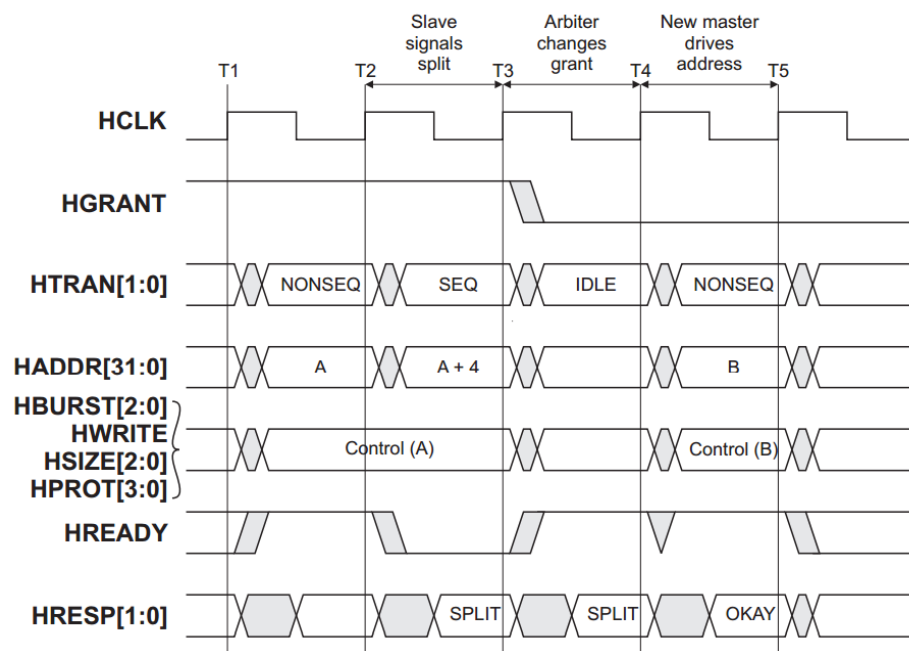 Slave
signals
split
Arbiter
changes
grant
New master
drives
address
T1
T2
T3
T4
T5
HCLK
HGRANT
HTRAN[1:0]
NONSEQ
SEQ
IDLE
NONSEQ
HADDR[31:0]
A
A + 4
B
HBURST[2:0]
HWRITE
HSIZE[2:0]
HPROT[3:0]
Control (A)
Control (B)
HREADY
HRESP[1:0]
SPLIT
SPLIT
OKAY